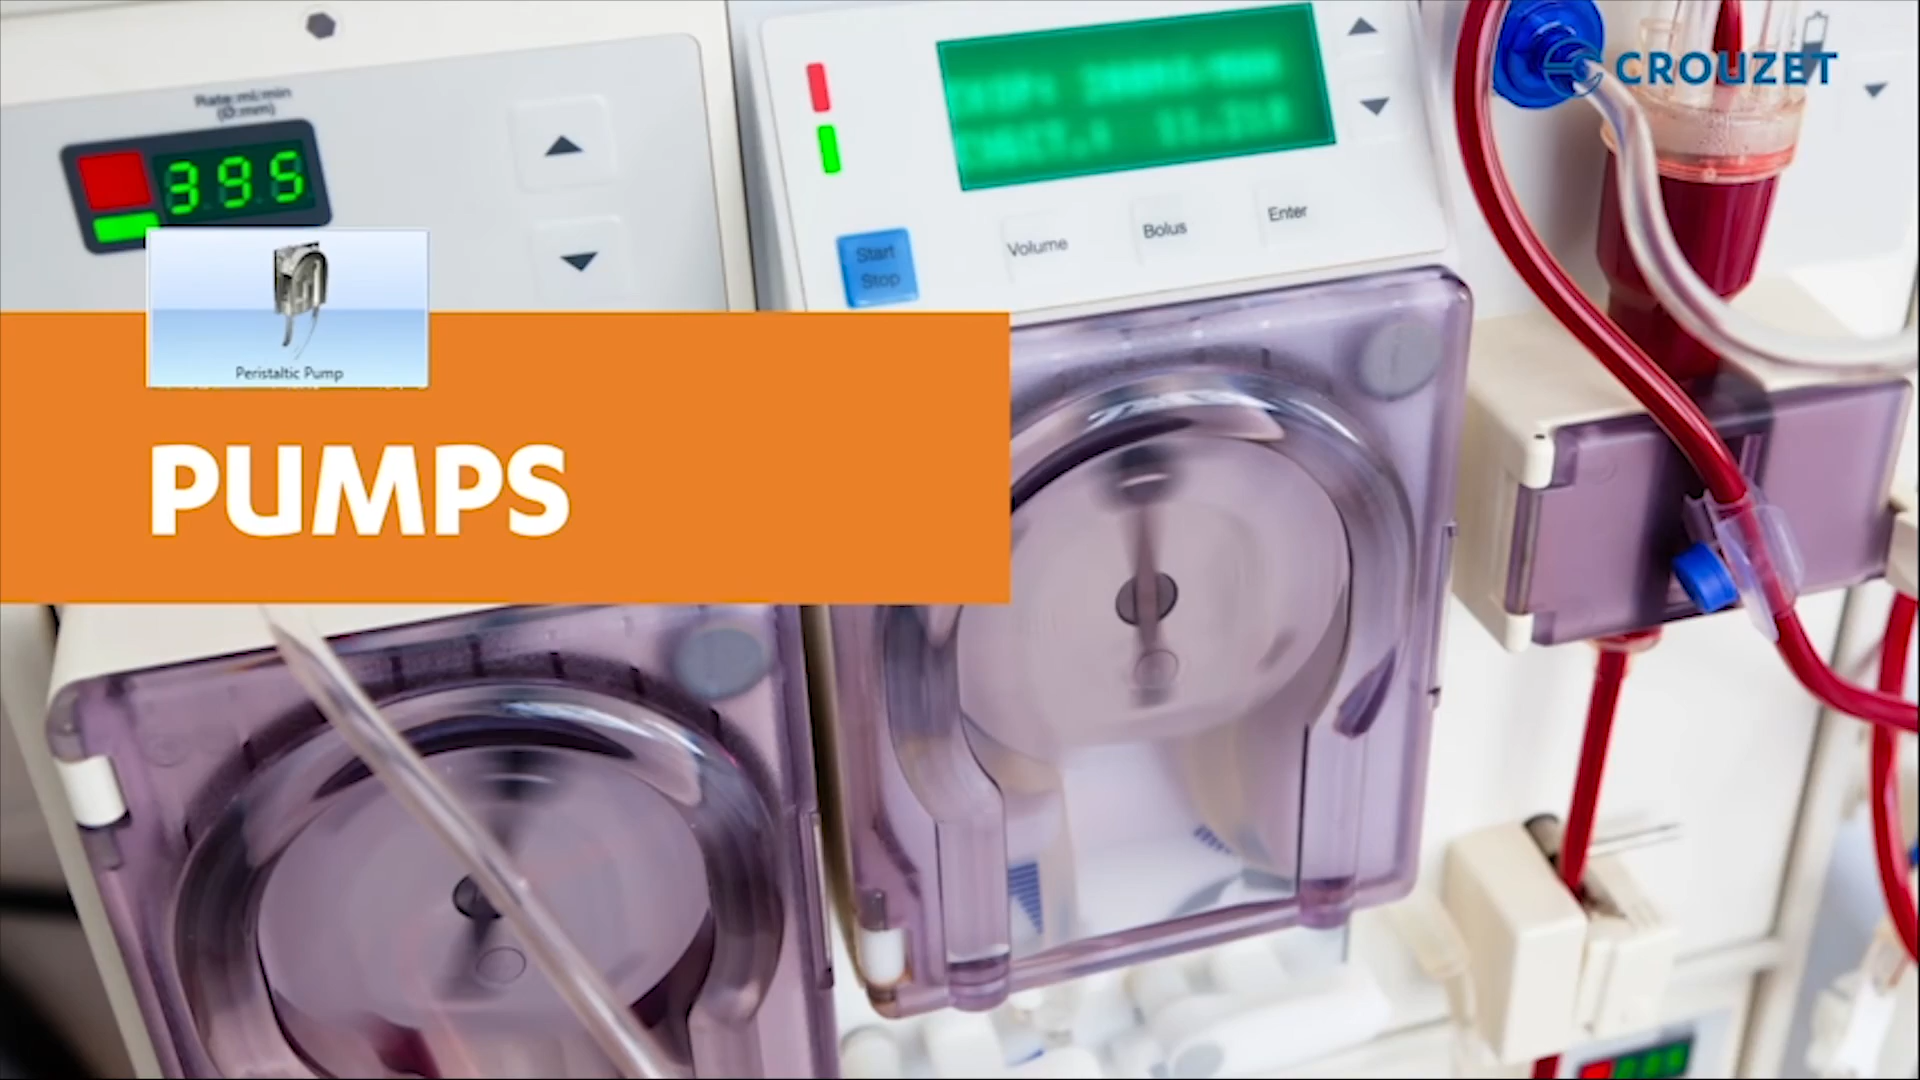 CROUZET
Rate:ml/min
(Ø:mm)
395
Start
Stop
Volume
Bolus
Enter
Peristaltic Pump
PUMPS